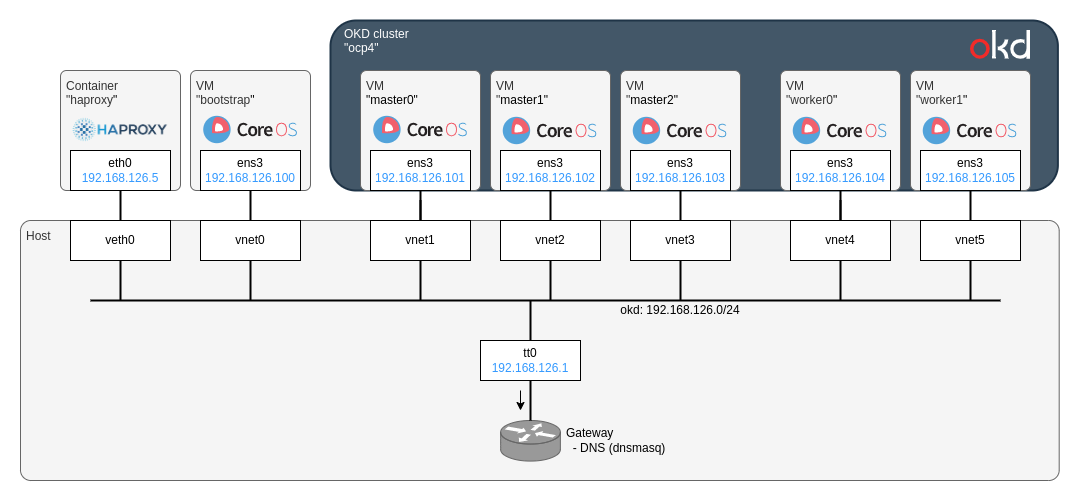 OKD cluster
"ocp4"
okd
Container
"haproxy"
HAPROXY
eth0
192.168.126.5
VM
"bootstrap"
CoreOS
ens3
192.168.126.100
VM
"master0"
CoreOS
ens3
192.168.126.101
VM
"master1"
CoreOS
ens3
192.168.126.102
VM
"master2"
CoreOS
ens3
192.168.126.103
VM
"worker0"
CoreOS
ens3
192.168.126.104
VM
"worker1"
CoreOS
ens3
192.168.126.105
Host
veth0
vnet0
vnet1
vnet2
vnet3
vnet4
vnet5
okd: 192.168.126.0/24
tt0
192.168.126.1
Gateway
- DNS (dnsmasq)